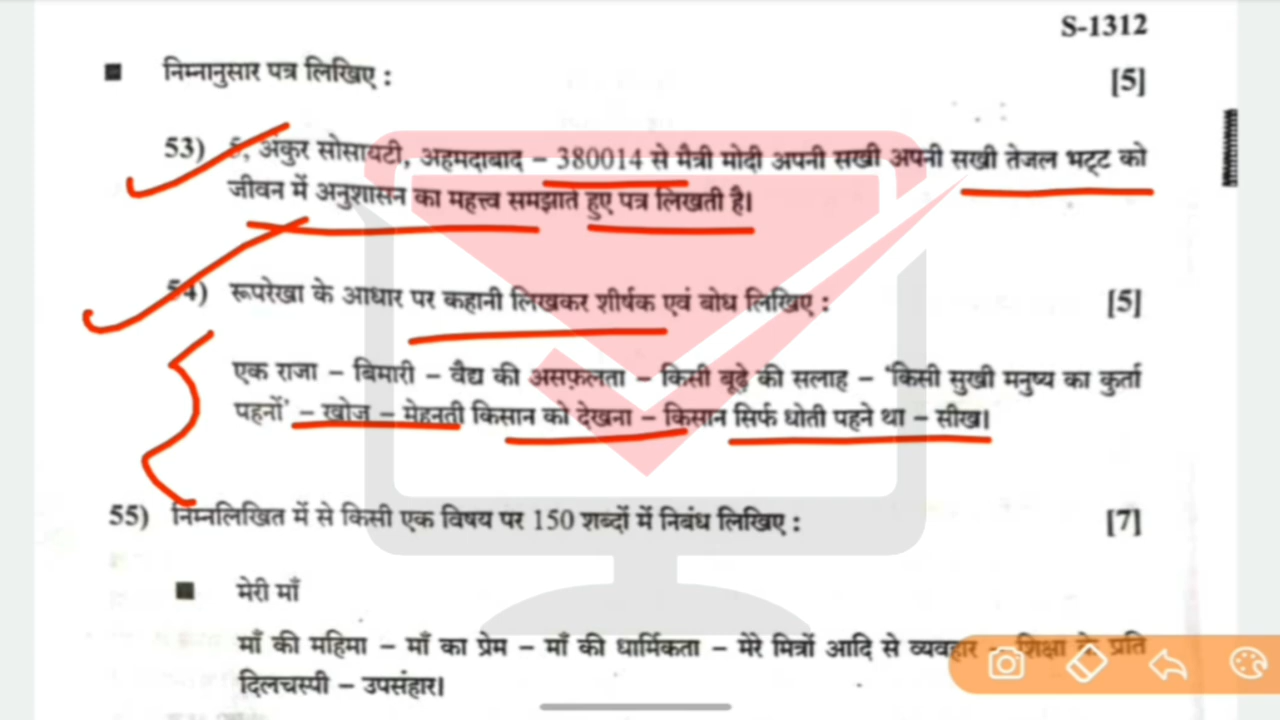 S-1312
■ निम्नानुसार पत्र लिखिए : [5]
53) 5, अंकुर सोसायटी, अहमदाबाद – 380014 से मैत्री मोदी अपनी सखी अपनी सखी तेजल भट्ट को
जीवन में अनुशासन का महत्त्व समझाते हुए पत्र लिखती है।
54) रूपरेखा के आधार पर कहानी लिखकर शीर्षक एवं बोध लिखिए : [5]
एक राजा – बिमारी – वैद्य की असफ़लता – किसी बूढ़े की सलाह – 'किसी सुखी मनुष्य का कुर्ता
पहनों' – खोज – मेहनती किसान को देखना – किसान सिर्फ धोती पहने था – सीख।
55) निम्नलिखित में से किसी एक विषय पर 150 शब्दों में निबंध लिखिए : [7]
■ मेरी माँ
माँ की महिमा – माँ का प्रेम – माँ की धार्मिकता – मेरे मित्रों आदि से व्यवहार – शिक्षा के प्रति
दिलचस्पी – उपसंहार।